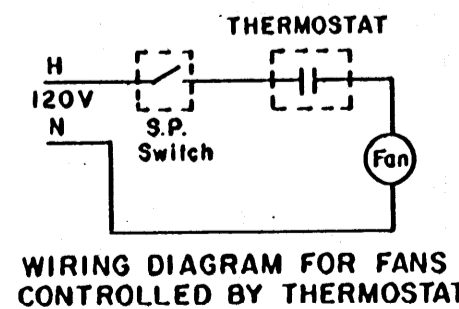 THERMOSTAT
H
120V
N
S.P.
Switch
Fan
WIRING DIAGRAM FOR FANS
CONTROLLED BY THERMOSTAT